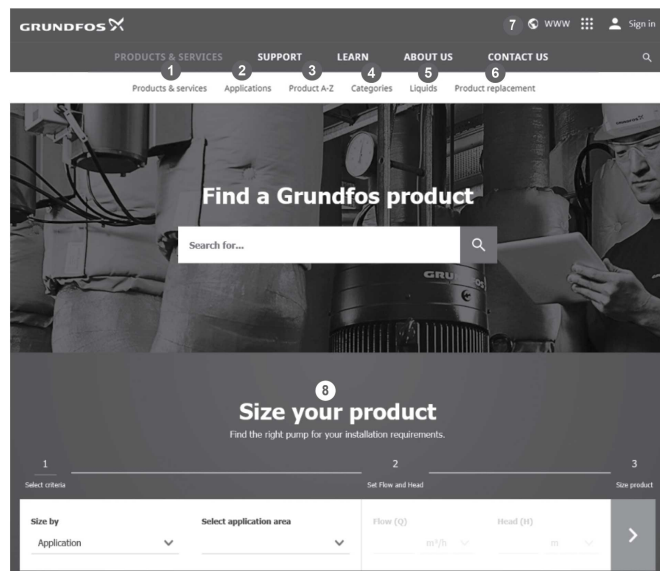 GRUNDFOS
7 WWW Sign in
PRODUCTS & SERVICES SUPPORT LEARN ABOUT US CONTACT US
1 2 3 4 5 6
Products & services Applications Product A-Z Categories Liquids Product replacement
Find a Grundfos product
Search for...
8
Size your product
Find the right pump for your installation requirements.
1 2 3
Select criteria Set Flow and Head Size product
Size by Select application area Flow (Q) Head (H)
Application m³/h m